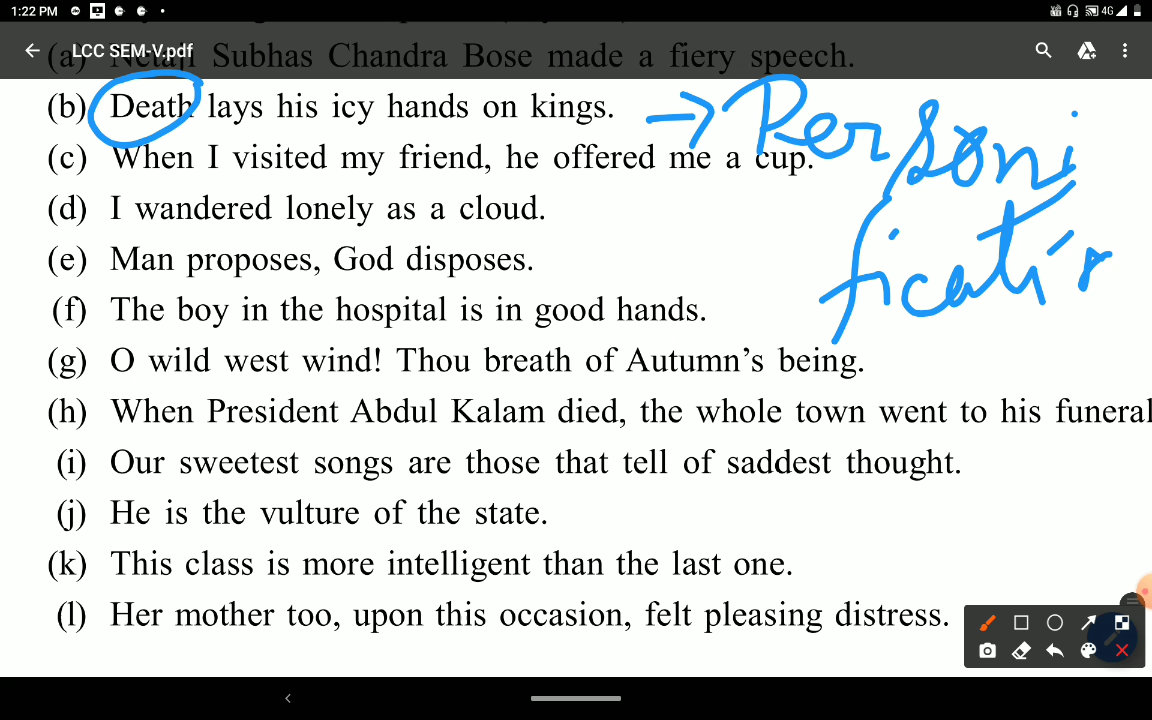 1:22 PM
4G
LCC SEM-V.pdf
(a) Netaji Subhas Chandra Bose made a fiery speech.
(b) Death lays his icy hands on kings. → Personi
fication
(c) When I visited my friend, he offered me a cup.
(d) I wandered lonely as a cloud.
(e) Man proposes, God disposes.
(f) The boy in the hospital is in good hands.
(g) O wild west wind! Thou breath of Autumn's being.
(h) When President Abdul Kalam died, the whole town went to his funeral
(i) Our sweetest songs are those that tell of saddest thought.
(j) He is the vulture of the state.
(k) This class is more intelligent than the last one.
(l) Her mother too, upon this occasion, felt pleasing distress.